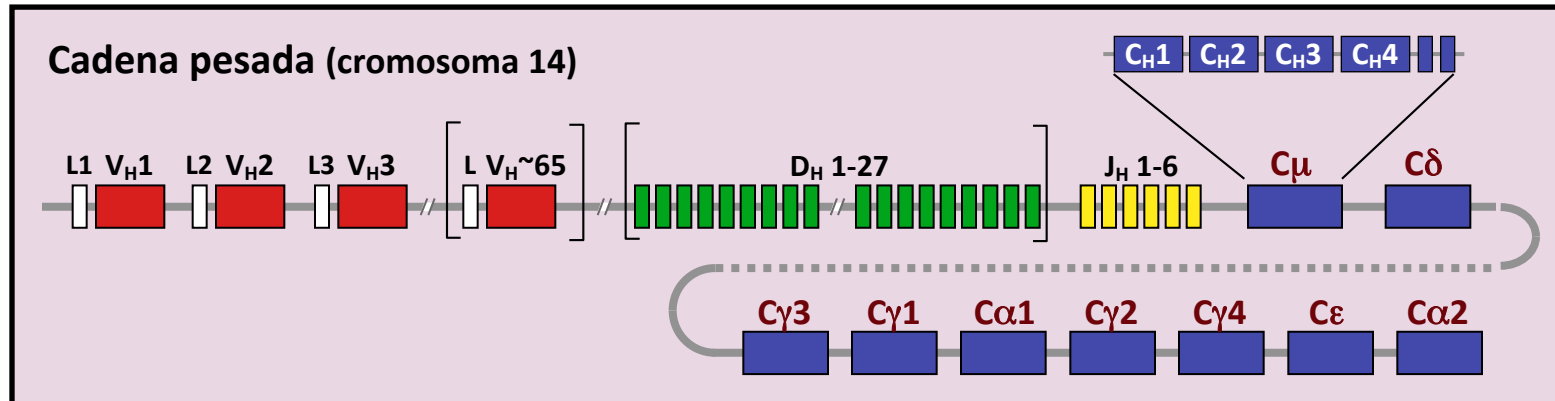 Cadena pesada (cromosoma 14)
CH1 CH2 CH3 CH4
L1 VH1 L2 VH2 L3 VH3 L VH~65 DH 1-27 JH 1-6 Cμ Cδ
Cγ3 Cγ1 Cα1 Cγ2 Cγ4 Cε Cα2